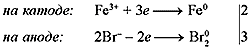 на катоде: Fe³⁺ + 3e ⟶ Fe⁰ |2
на аноде: 2Br⁻ − 2e ⟶ Br₂⁰ |3